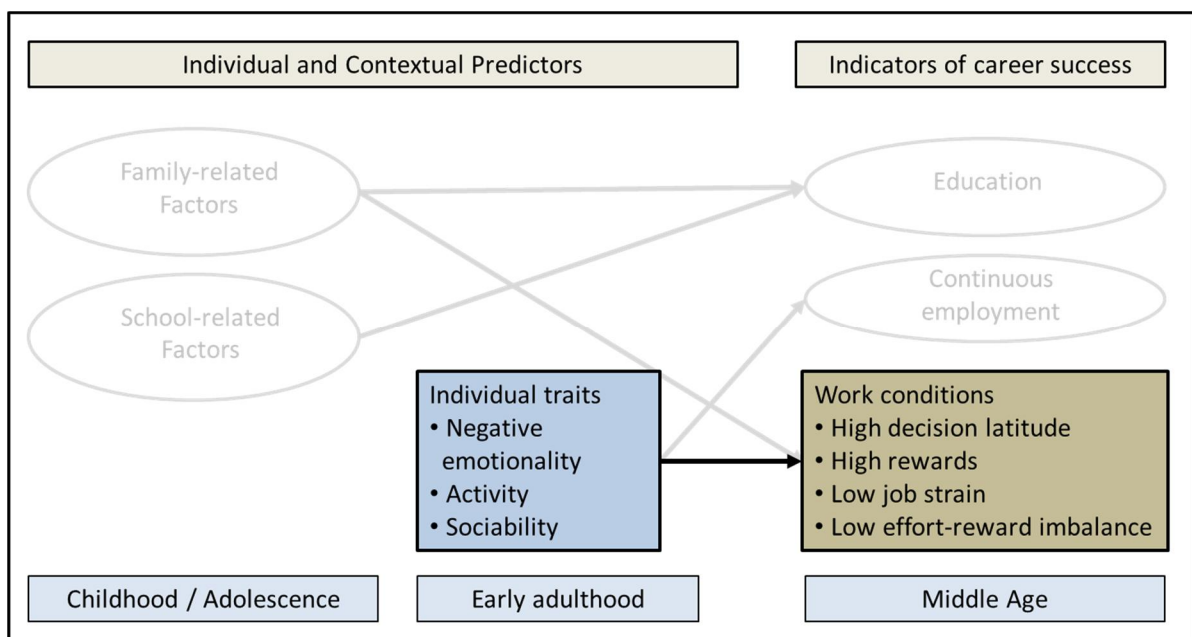 Individual and Contextual Predictors
Indicators of career success
Family-related
Factors
Education
School-related
Factors
Continuous
employment
Individual traits
• Negative
emotionality
• Activity
• Sociability
Work conditions
• High decision latitude
• High rewards
• Low job strain
• Low effort-reward imbalance
Childhood / Adolescence
Early adulthood
Middle Age